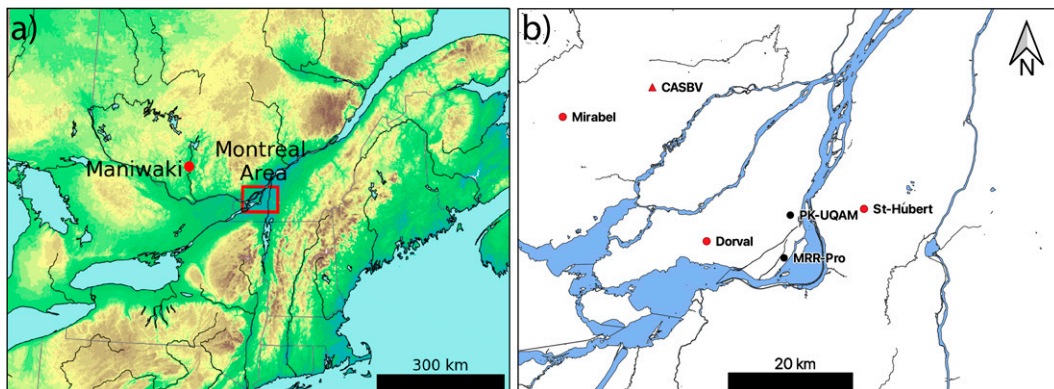 a)
Maniwaki
Montreal
Area
300 km
b)
N
CASBV
Mirabel
PK-UQAM
St-Hubert
Dorval
MRR-Pro
20 km